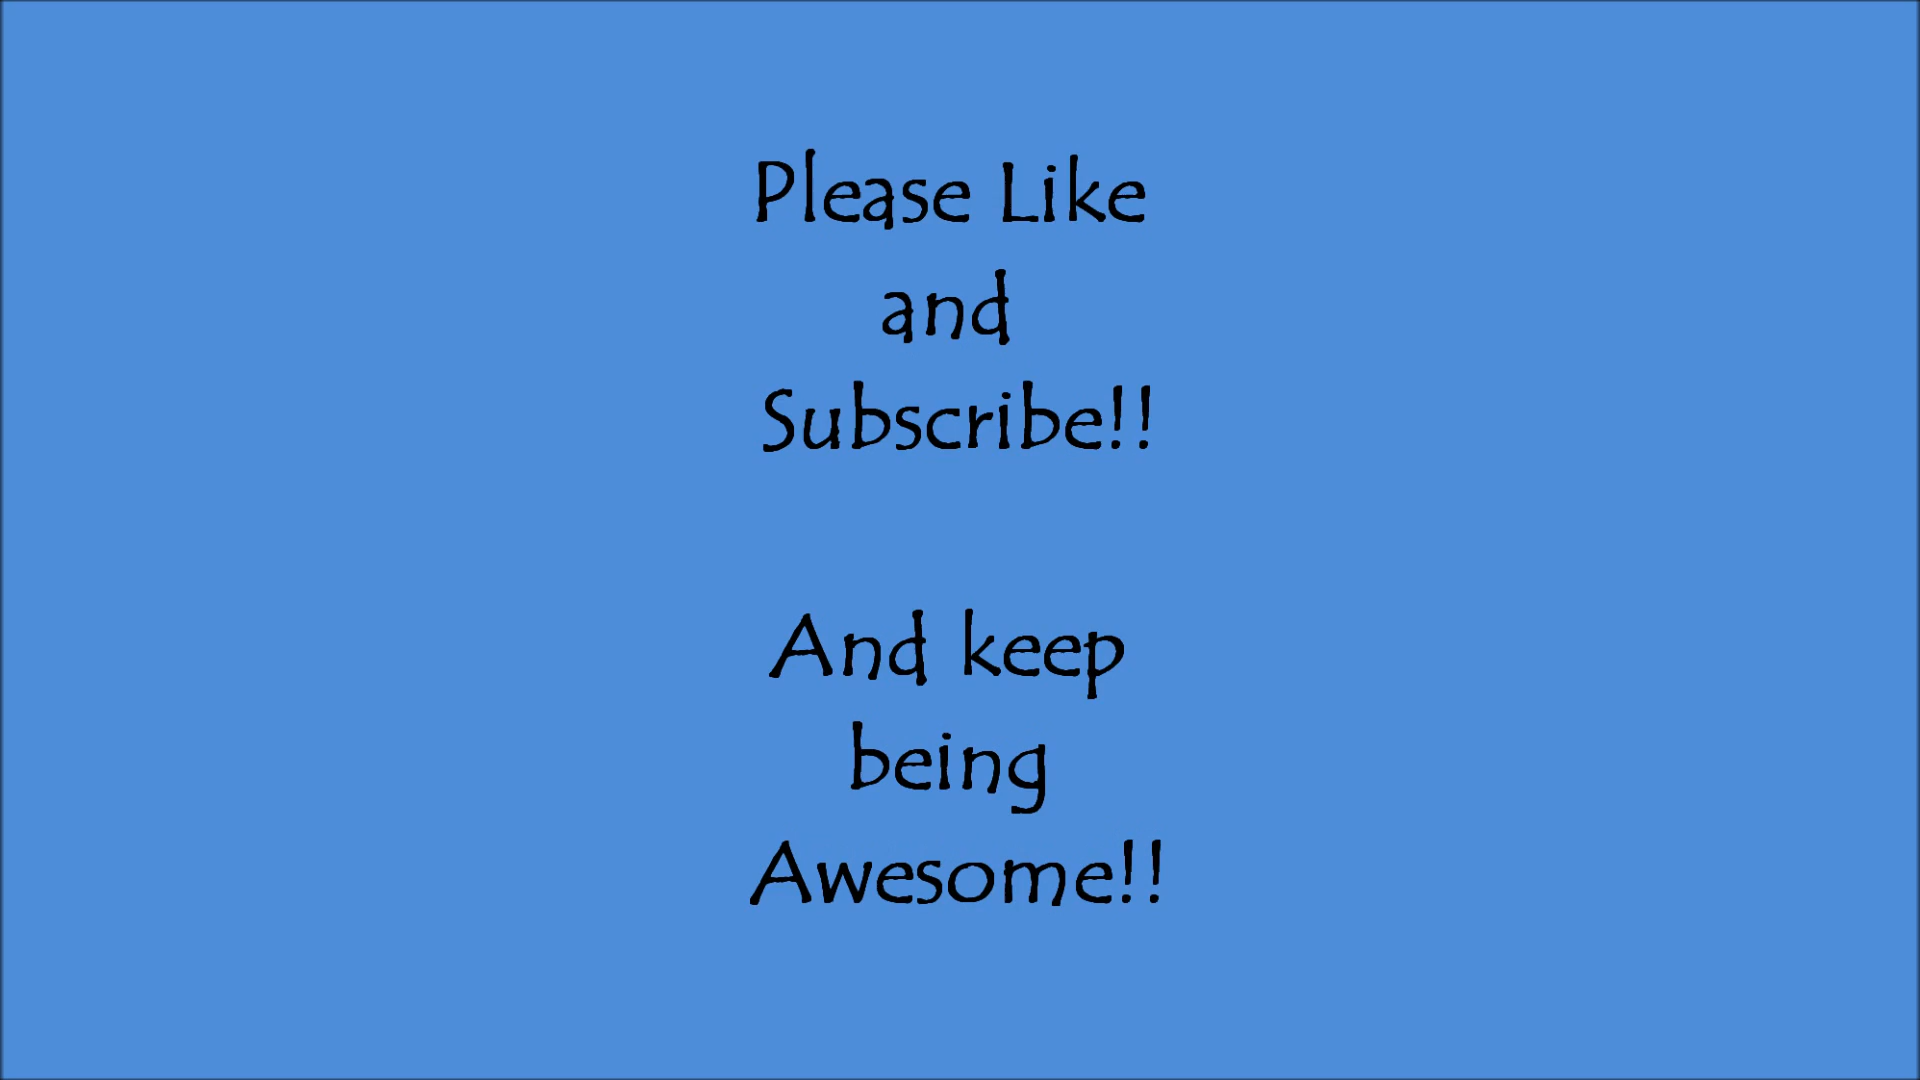 Please Like
and
Subscribe!!
And keep
being
Awesome!!